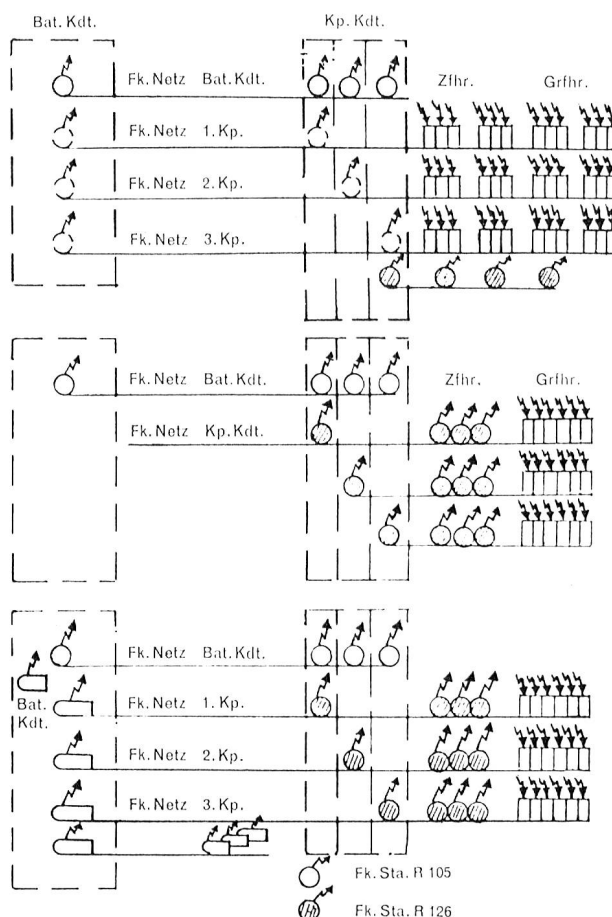 Bat. Kdt. Kp. Kdt.
Fk. Netz Bat. Kdt. Zfhr. Grfhr.
Fk. Netz 1. Kp.
Fk. Netz 2. Kp.
Fk. Netz 3. Kp.
Fk. Netz Bat. Kdt. Zfhr. Grfhr.
Fk. Netz Kp. Kdt.
Fk. Netz Bat. Kdt.
Bat. Kdt.
Fk. Netz 1. Kp.
Fk. Netz 2. Kp.
Fk. Netz 3. Kp.
Fk. Sta. R 105
Fk. Sta. R 126